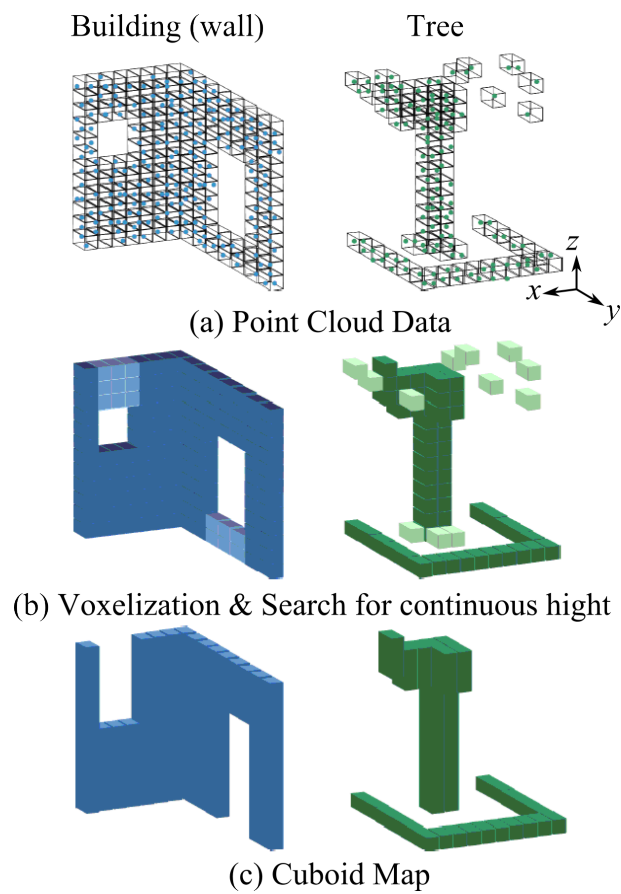 Building (wall)
Tree
z
x
y
(a) Point Cloud Data
(b) Voxelization & Search for continuous hight
(c) Cuboid Map